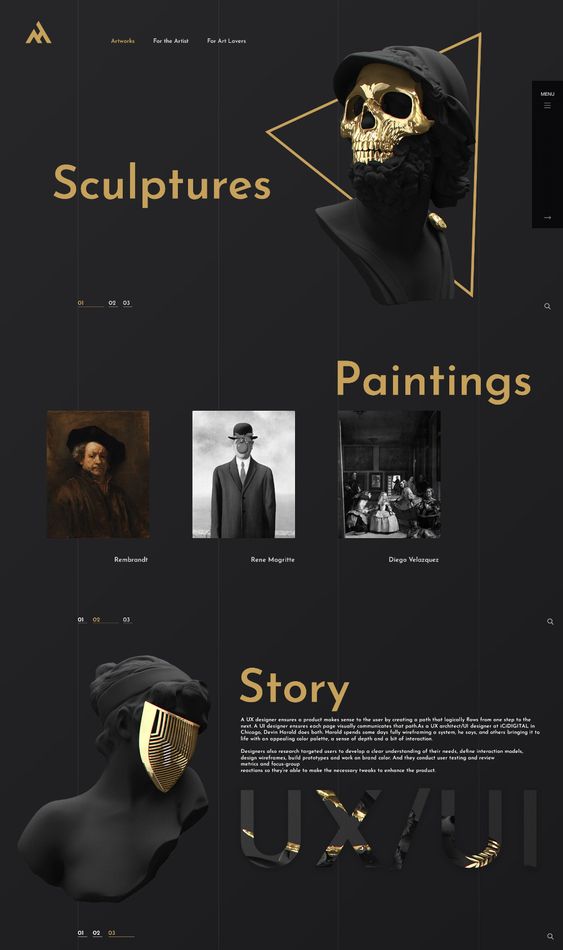 Artworks
For the Artist
For Art Lovers
MENU
Sculptures
01 02 03
Paintings
Rembrandt
Rene Magritte
Diego Velazquez
01 02 03
Story
A UX designer ensures a product makes sense to the user by creating a path that logically flows from one step to the
next. A UI designer ensures each page visually communicates that path.As a UX architect/UI designer at iCiDIGITAL in
Chicago, Devin Harold does both. Harold spends some days fully wireframing a system, he says, and others bringing it to
life with an appealing color palette, a sense of depth and a bit of interaction.
Designers also research targeted users to develop a clear understanding of their needs, define interaction models,
design wireframes, build prototypes and work on brand color. And they conduct user testing and review
metrics and focus-group
reactions so they're able to make the necessary tweaks to enhance the product.
UX/UI
01 02 03